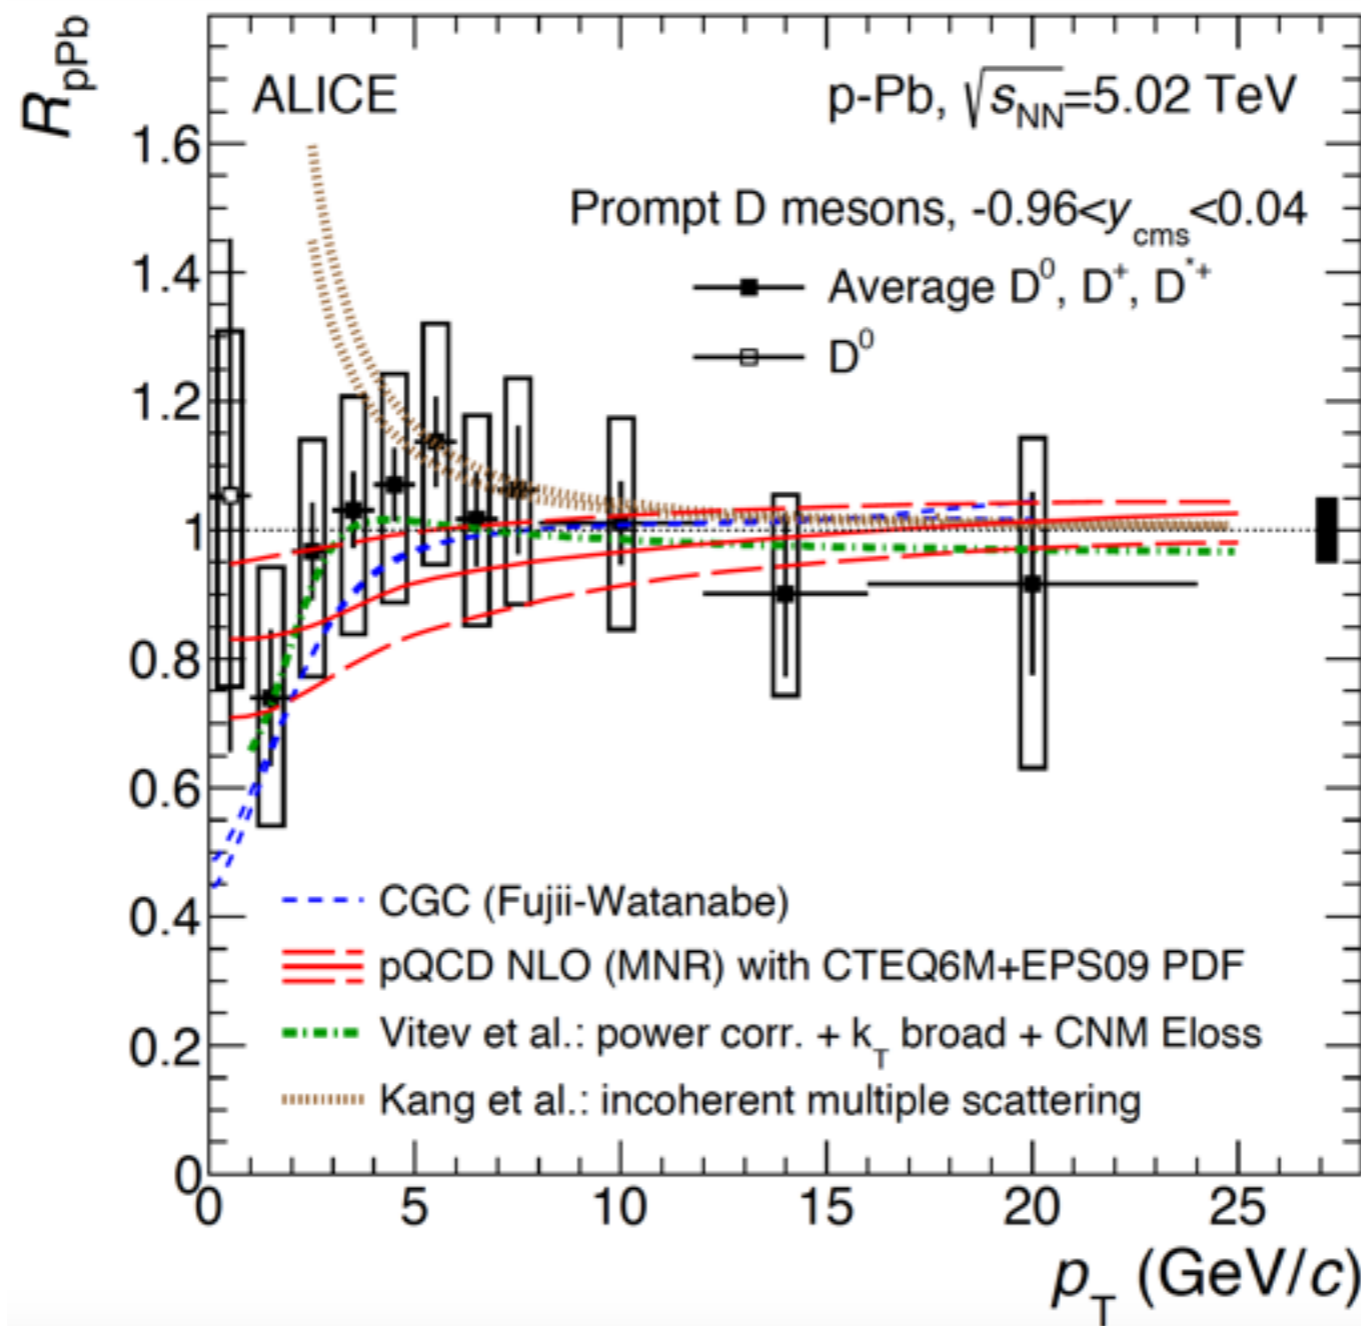 R_pPb
ALICE
p-Pb, √s_NN=5.02 TeV
Prompt D mesons, -0.96<y_cms<0.04
Average D^0, D^+, D^*+
D^0
1.6
1.4
1.2
1
0.8
0.6
0.4
0.2
0
CGC (Fujii-Watanabe)
pQCD NLO (MNR) with CTEQ6M+EPS09 PDF
Vitev et al.: power corr. + k_T broad + CNM Eloss
Kang et al.: incoherent multiple scattering
0 5 10 15 20 25
p_T (GeV/c)